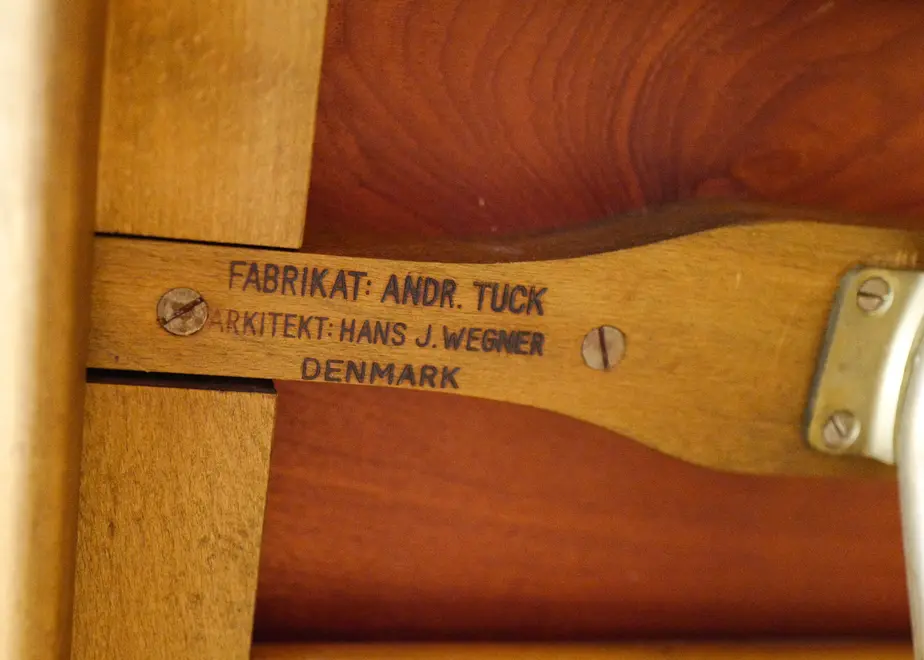 FABRIKAT: ANDR. TUCK
ARKITEKT: HANS J. WEGNER
DENMARK